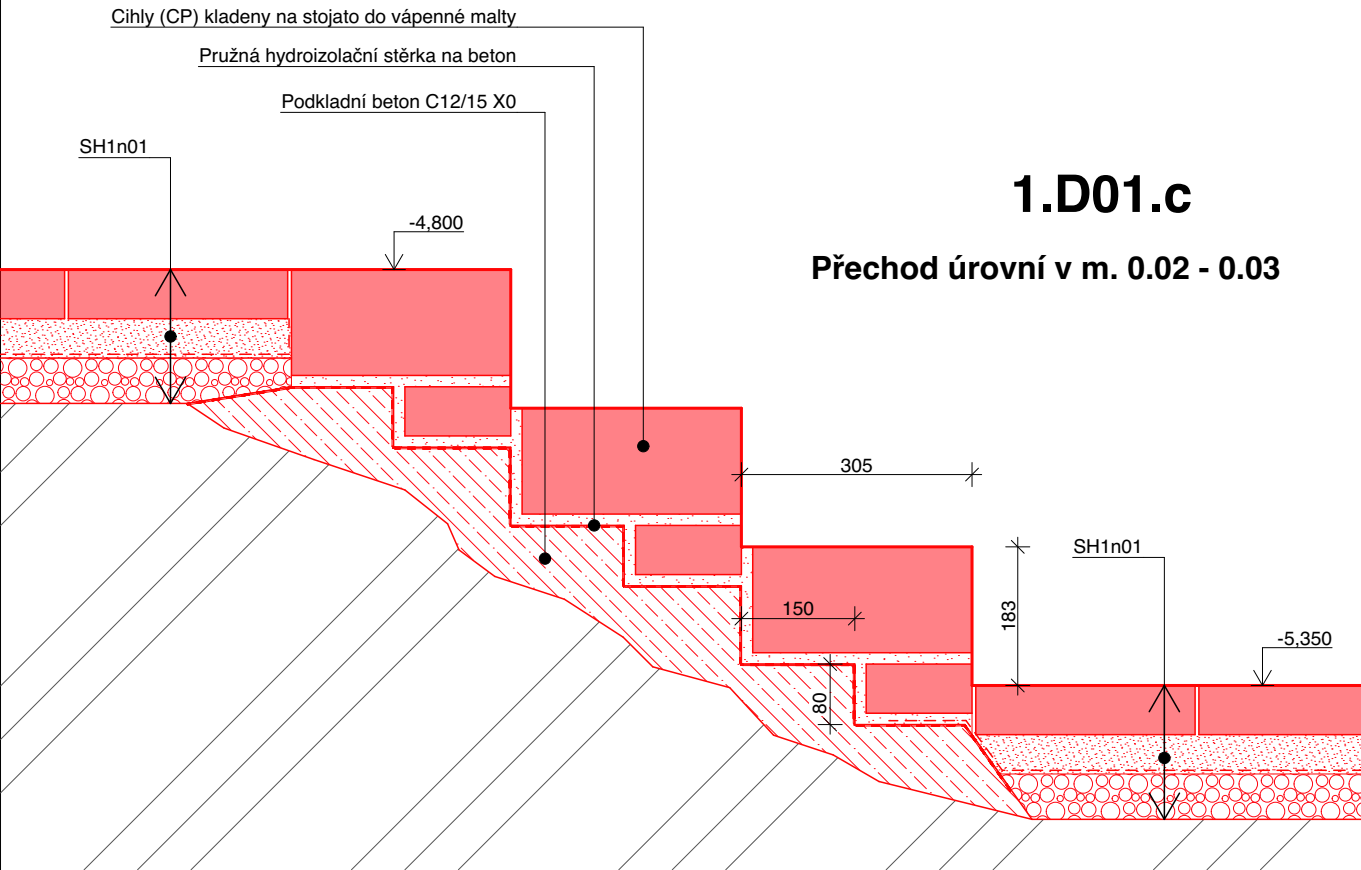 Cihly (CP) kladeny na stojato do vápenné malty
Pružná hydroizolační stěrka na beton
Podkladní beton C12/15 X0
SH1n01
1.D01.c
-4,800
Přechod úrovní v m. 0.02 - 0.03
305
SH1n01
183
150
-5,350
80